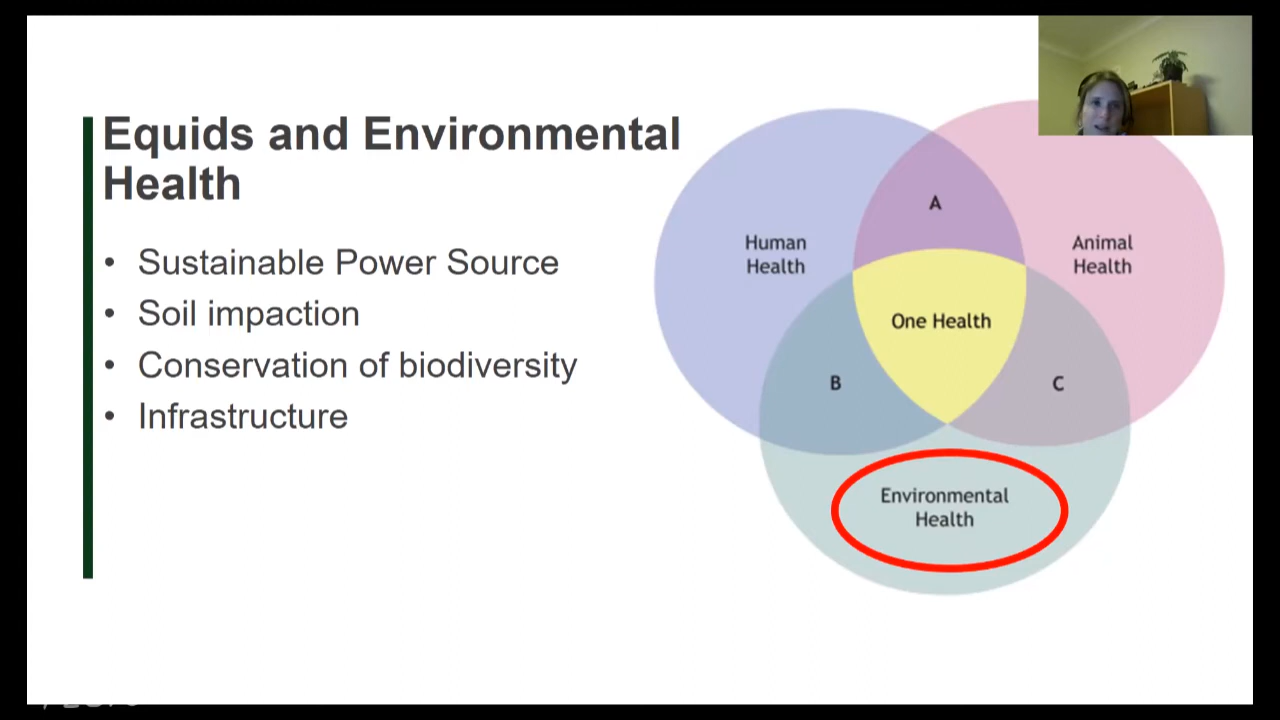 Equids and Environmental
Health
• Sustainable Power Source
• Soil impaction
• Conservation of biodiversity
• Infrastructure
A
Human
Health
Animal
Health
One Health
B
C
Environmental
Health